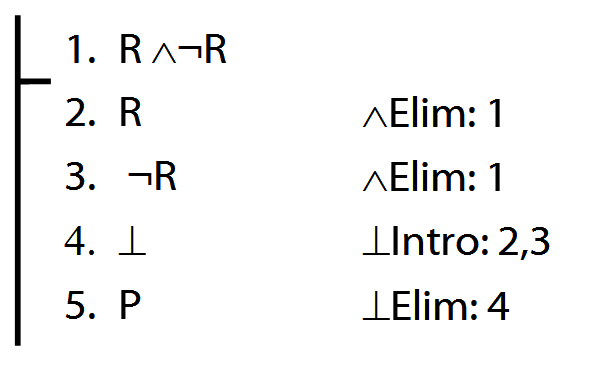 1. R ∧¬R
2. R ∧Elim: 1
3. ¬R ∧Elim: 1
4. ⊥ ⊥Intro: 2,3
5. P ⊥Elim: 4